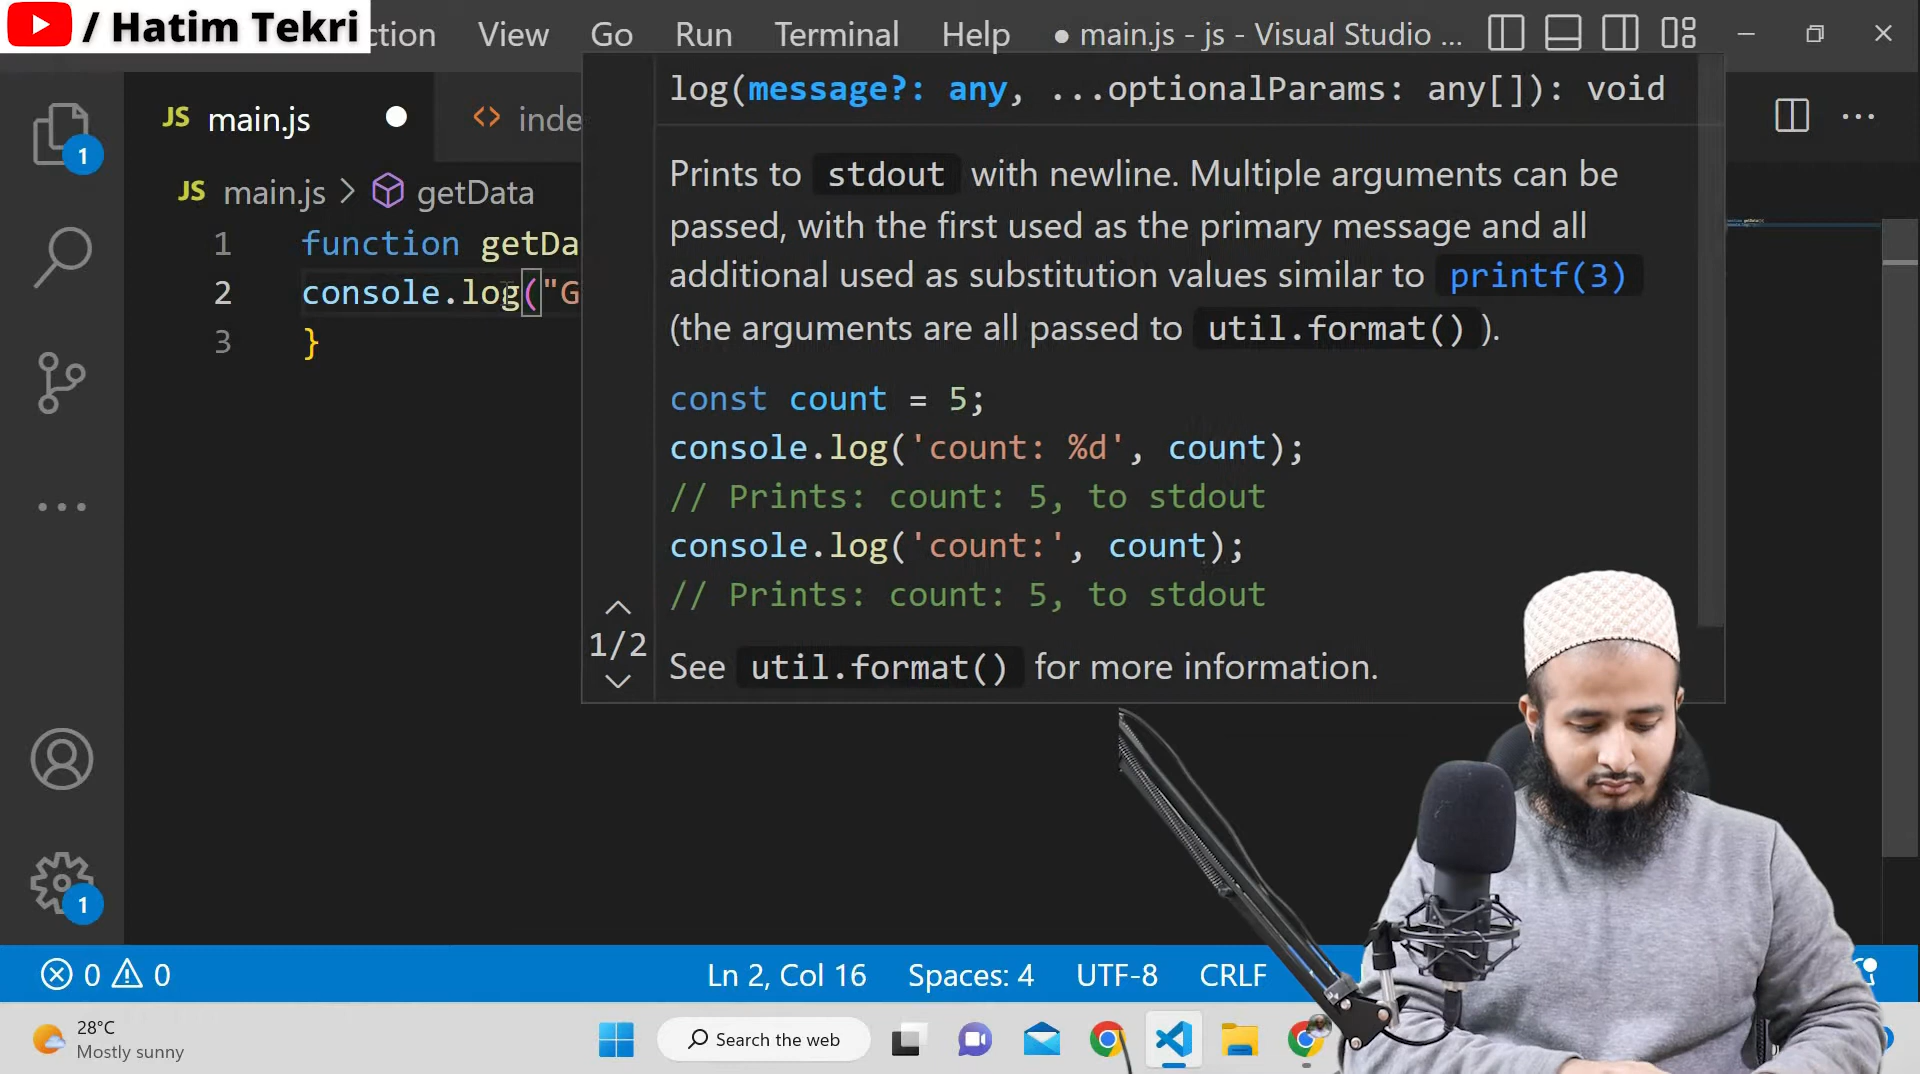 / Hatim Tekri
ction View Go Run Terminal Help ● main.js - js - Visual Studio ...
JS main.js ● <> inde
JS main.js > getData
1 function getDa
2 console.log("G
3 }
log(message?: any, ...optionalParams: any[]): void
Prints to stdout with newline. Multiple arguments can be
passed, with the first used as the primary message and all
additional used as substitution values similar to printf(3)
(the arguments are all passed to util.format() ).
const count = 5;
console.log('count: %d', count);
// Prints: count: 5, to stdout
console.log('count:', count);
// Prints: count: 5, to stdout
1/2
See util.format() for more information.
1
1
0 0 Ln 2, Col 16 Spaces: 4 UTF-8 CRLF
28°C
Mostly sunny
Search the web